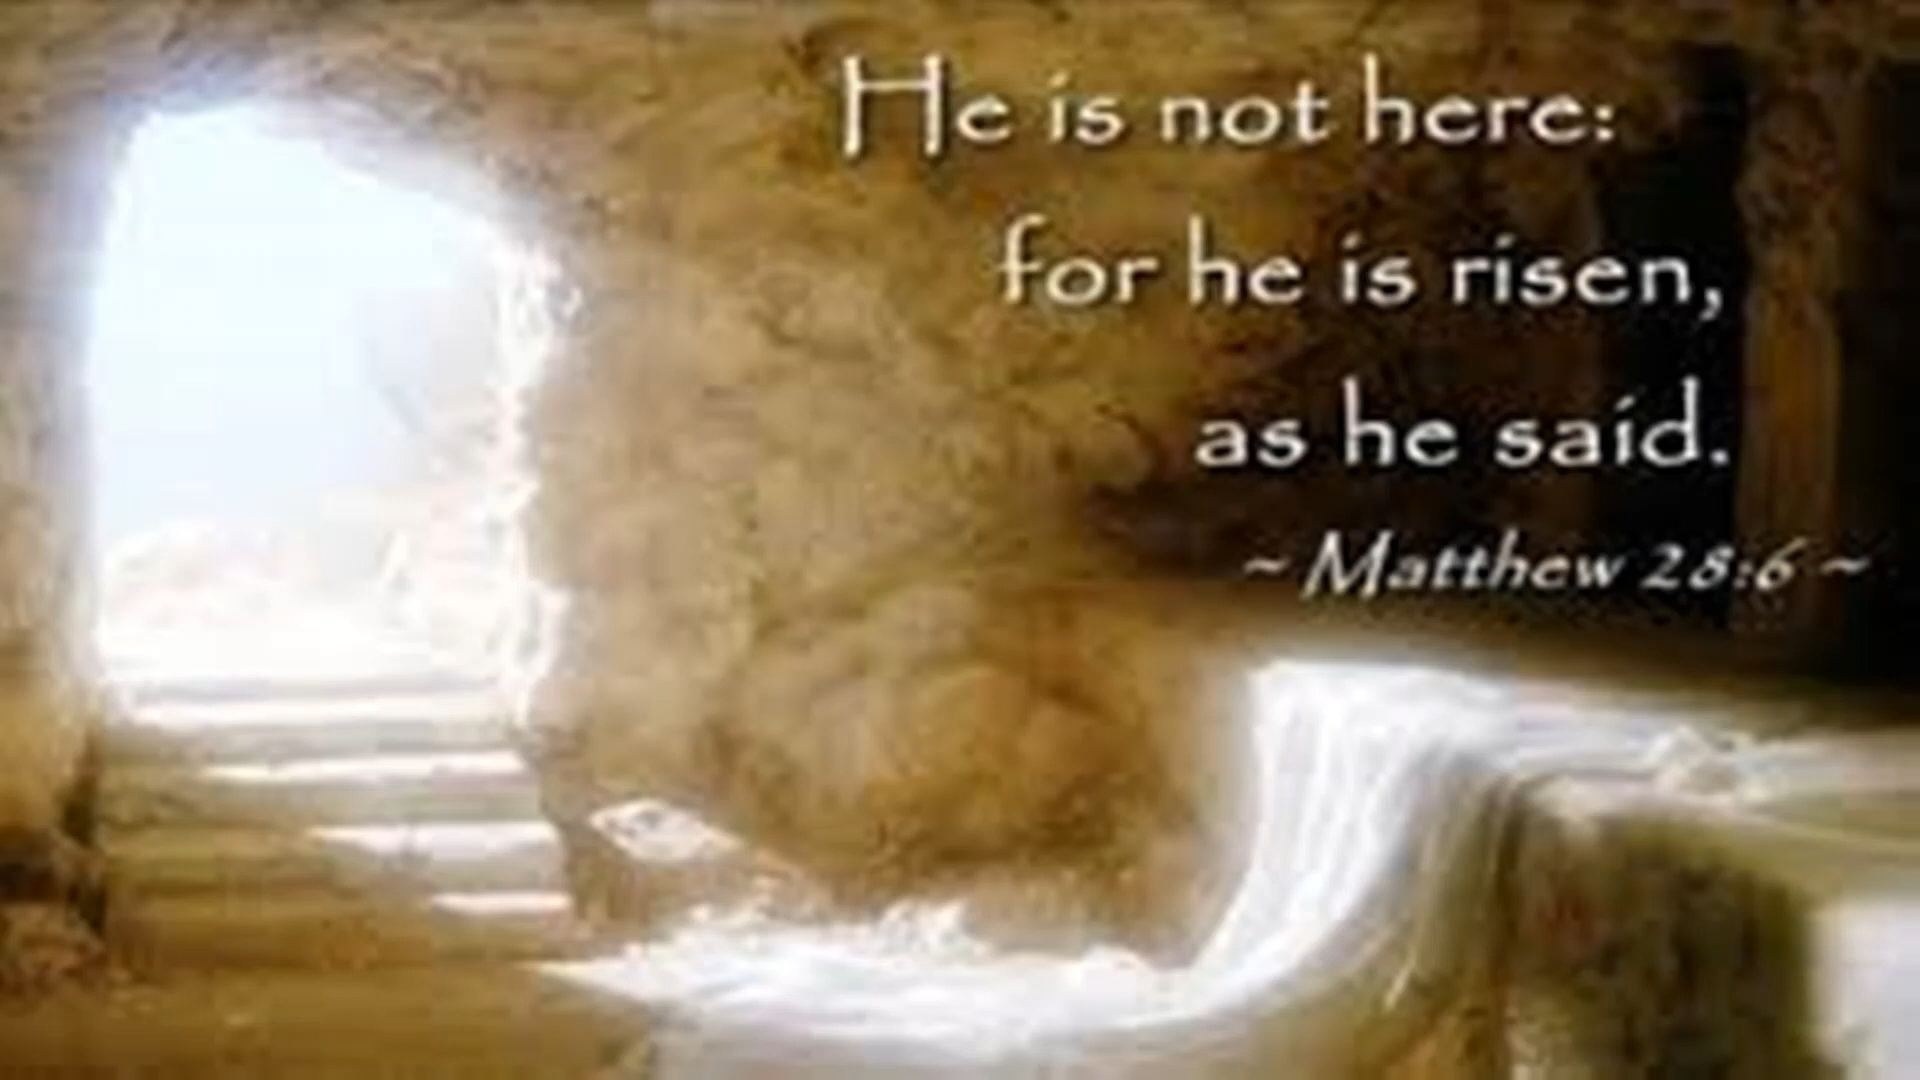 He is not here:
for he is risen,
as he said.
~ Matthew 28:6 ~